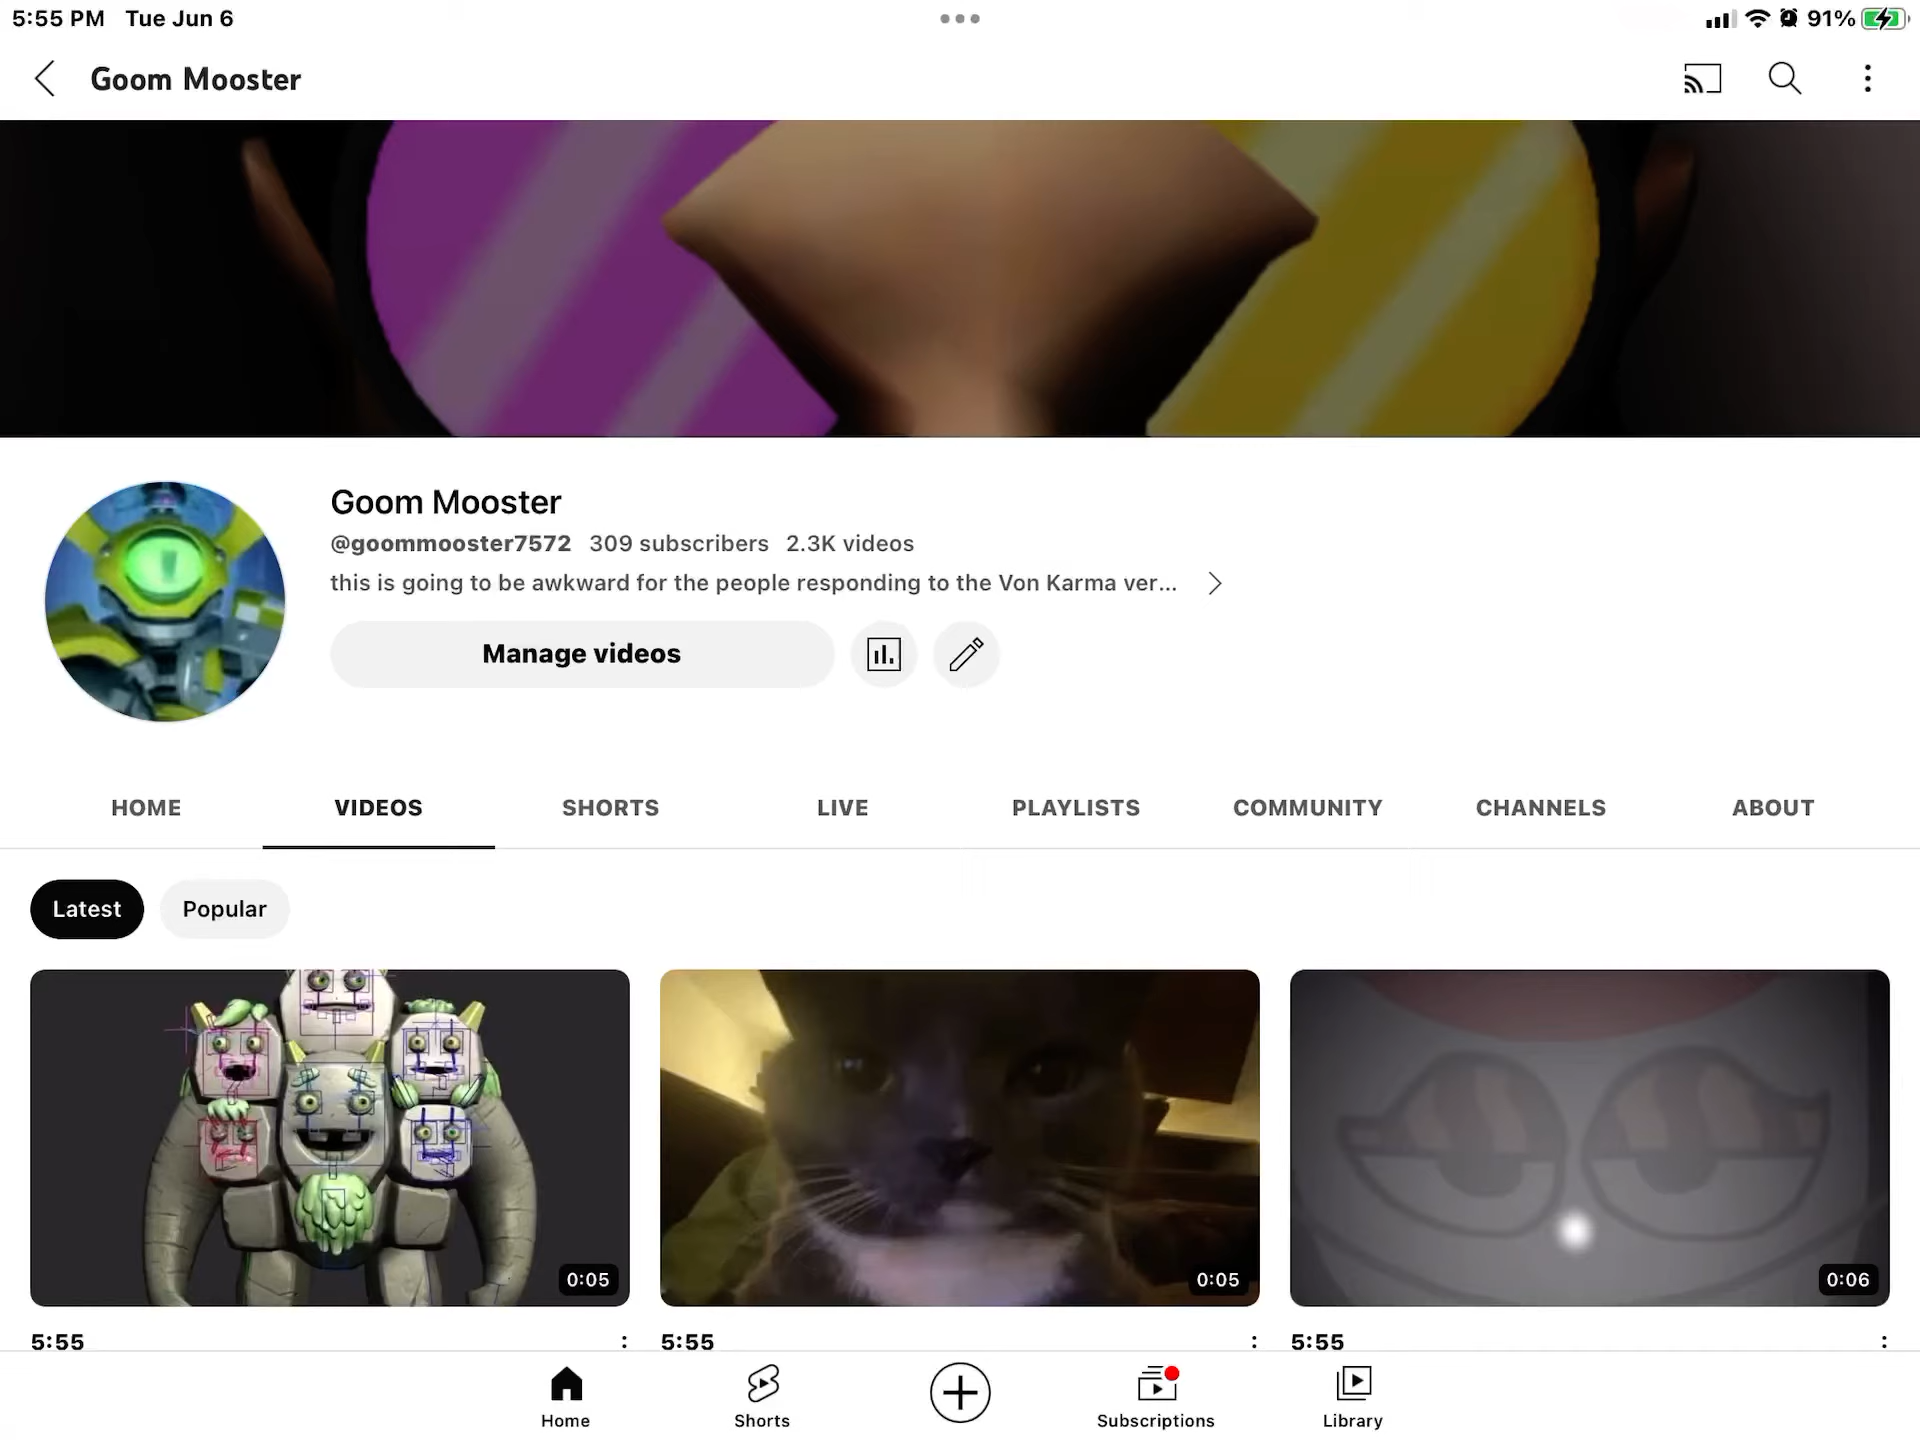 5:55 PM Tue Jun 6
91%
Goom Mooster
Goom Mooster
@goommooster7572 309 subscribers 2.3K videos
this is going to be awkward for the people responding to the Von Karma ver...
Manage videos
HOME VIDEOS SHORTS LIVE PLAYLISTS COMMUNITY CHANNELS ABOUT
Latest Popular
0:05 0:05 0:06
5:55 5:55 5:55
Home Shorts Subscriptions Library